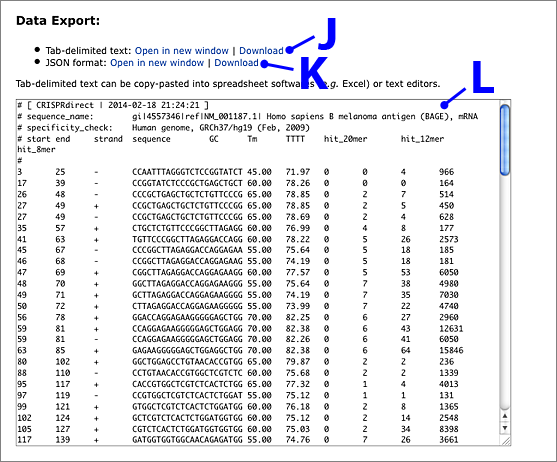 Data Export:
J
Tab-delimited text: Open in new window | Download
JSON format: Open in new window | Download
K
Tab-delimited text can be copy-pasted into spreadsheet software (e.g. Excel) or text editors.
L
# [ CRISPRdirect | 2014-02-18 21:24:21 ]
# sequence_name: gi|4557346|ref|NM_001187.1| Homo sapiens B melanoma antigen (BAGE), mRNA
# specificity_check: Human genome, GRCh37/hg19 (Feb, 2009)
# start end strand sequence GC Tm TTTT hit_20mer hit_12mer
hit_8mer
#
3 25 - CCAATTTAGGGTCTCCGGTATCT 45.00 71.97 0 0 4 966
17 39 - CCGGTATCTCCCGCTGAGCTGCT 60.00 78.26 0 0 0 164
26 48 - CCCGCTGAGCTGCTCTGTTCCCG 65.00 78.85 0 2 7 514
27 49 + CCGCTGAGCTGCTCTGTTCCCGG 65.00 78.85 0 2 5 450
27 49 - CCGCTGAGCTGCTCTGTTCCCGG 60.00 78.69 0 2 4 628
35 57 + CTGCTCTGTTCCCGGCTTAGAGG 60.00 76.99 0 4 8 177
41 63 + TGTTCCCGGCTTAGAGGACCAGG 60.00 78.22 0 5 26 2573
45 67 - CCCGGCTTAGAGGACCAGGAGAA 55.00 75.64 0 5 18 185
46 68 - CCGGCTTAGAGGACCAGGAGAAG 55.00 74.19 0 5 18 181
47 69 + CGGCTTAGAGGACCAGGAGAAGG 60.00 77.57 0 5 53 6050
48 70 + GGCTTAGAGGACCAGGAGAAGGG 55.00 75.64 0 7 38 4980
49 71 + GCTTAGAGGACCAGGAGAAGGGG 55.00 74.19 0 7 35 7030
50 72 + CTTAGAGGACCAGGAGAAGGGGG 50.00 73.99 0 7 22 4740
56 78 + GGACCAGGAGAAGGGGGAGCTGG 65.00 82.25 0 6 27 2960
59 81 + CCAGGAGAAGGGGGAGCTGGAGG 70.00 82.38 0 6 43 12631
59 81 - CCAGGAGAAGGGGGAGCTGGAGG 70.00 82.26 0 6 41 6050
63 85 + GAGAAGGGGGAGCTGGAGGCTGG 70.00 82.38 0 6 64 15846
80 102 + GGCTGGAGCCTGTAACACCGTGG 65.00 79.87 0 2 2 236
88 110 - CCTGTAACACCGTGGCTCGTCTC 60.00 75.68 0 2 2 1339
95 117 + CACCGTGGCTCGTCTCACTCTGG 65.00 77.32 0 1 4 4013
97 119 - CCGTGGCTCGTCTCACTCTGGAT 55.00 75.12 0 1 1 131
99 121 + GTGGCTCGTCTCACTCTGGATGG 60.00 76.18 0 2 8 1365
102 124 + GCTCGTCTCACTCTGGATGGTGG 60.00 75.12 0 2 14 2548
105 127 + CGTCTCACTCTGGATGGTGGTGG 60.00 75.03 0 2 34 8398
117 139 + GATGGTGGTGGCAACAGAGATGG 55.00 74.76 0 7 26 3661